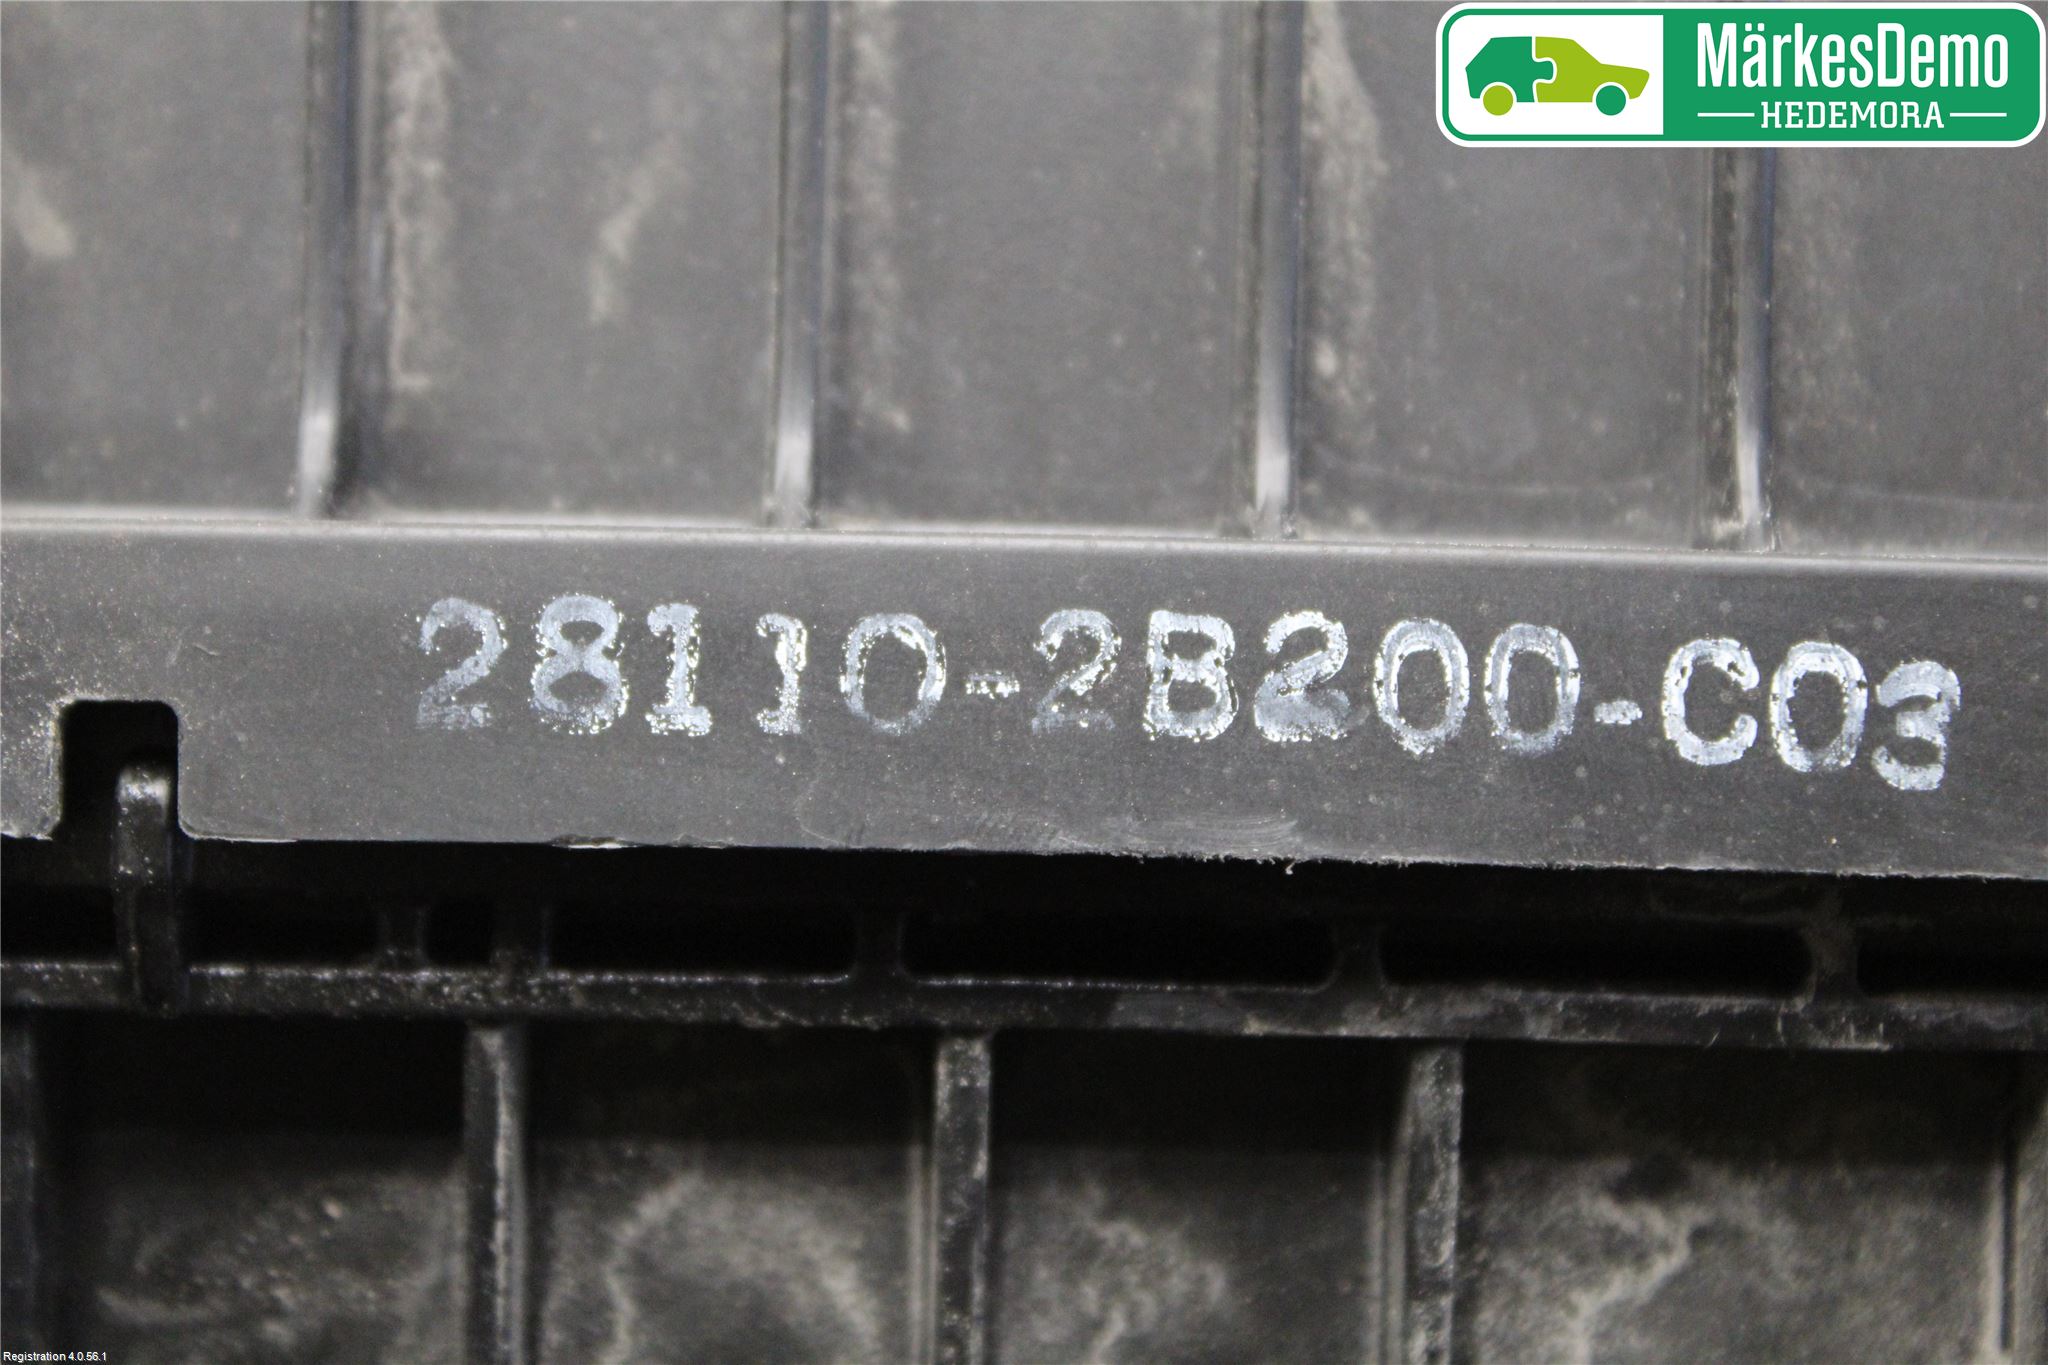 MärkesDemo
HEDEMORA
28110-2B200-C03
Registration 4.0.56.1